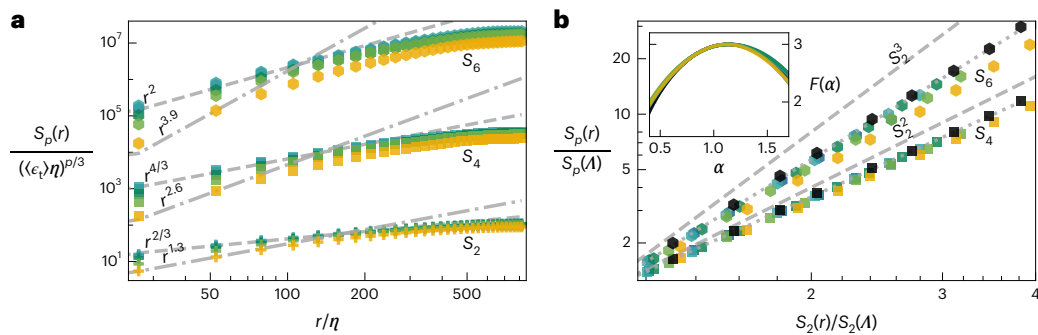 a
b
S_p(r)
(⟨ϵ_t⟩η)^{p/3}
10^7
10^5
10^3
10^1
r^2
r^{3.9}
S_6
r^{4/3}
r^{2.6}
S_4
r^{2/3}
r^{1.3}
S_2
50 100 200 500
r/η
S_p(r)
S_p(Λ)
20
10
5
2
F(α)
3
2
0.5 1.0 1.5
α
S_2^3
S_6
S_2^2
S_4
2 3 4
S_2(r)/S_2(Λ)